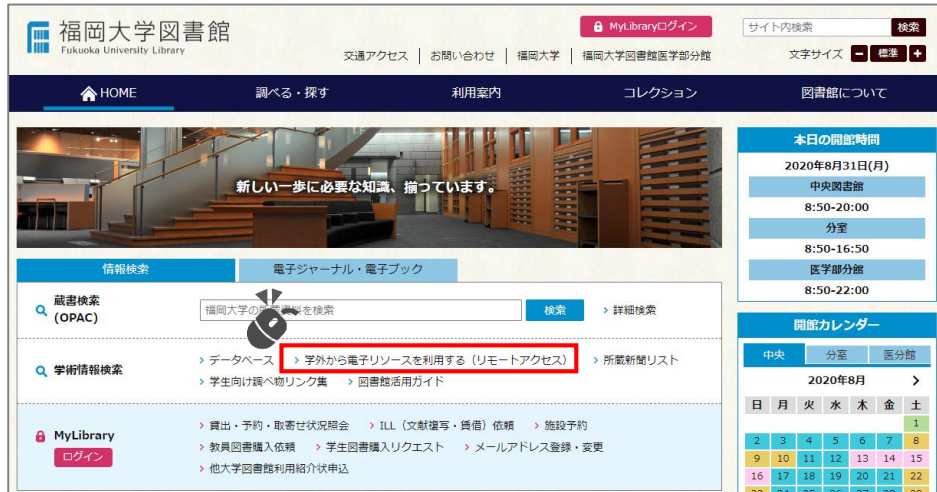 福岡大学図書館
Fukuoka University Library
MyLibraryログイン
サイト内検索 検索
交通アクセス お問い合わせ 福岡大学 福岡大学図書館医学部分館
文字サイズ - 標準 +
HOME 調べる・探す 利用案内 コレクション 図書館について
新しい一歩に必要な知識、揃っています。
情報検索 電子ジャーナル・電子ブック
蔵書検索
(OPAC)
福岡大学の を検索 検索 > 詳細検索
学術情報検索
> データベース > 学外から電子リソースを利用する(リモートアクセス) > 所蔵新聞リスト
> 学生向け調べ物リンク集 > 図書館活用ガイド
MyLibrary
ログイン
> 貸出・予約・取寄せ状況照会 > ILL(文献複写・貸借)依頼 > 施設予約
> 教員図書購入依頼 > 学生図書購入リクエスト > メールアドレス登録・変更
> 他大学図書館利用紹介状申込
本日の開館時間
2020年8月31日(月)
中央図書館
8:50-20:00
分室
8:50-16:50
医学部分館
8:50-22:00
開館カレンダー
中央 分室 医分館
2020年8月 >
日 月 火 水 木 金 土
1
2 3 4 5 6 7 8
9 10 11 12 13 14 15
16 17 18 19 20 21 22